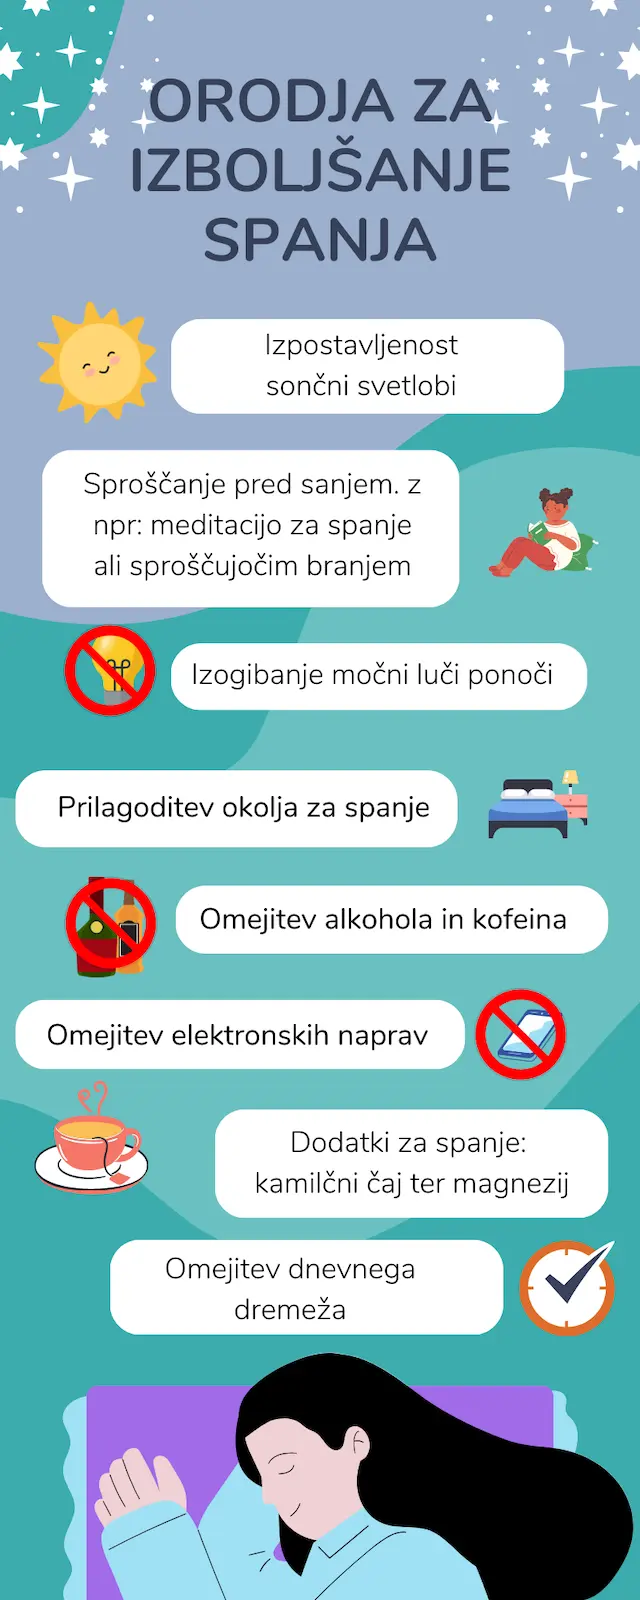 ORODJA ZA
IZBOLJŠANJE
SPANJA
Izpostavljenost
sončni svetlobi
Sproščanje pred sanjem. z
npr: meditacijo za spanje
ali sproščujočim branjem
Izogibanje močni luči ponoči
Prilagoditev okolja za spanje
Omejitev alkohola in kofeina
Omejitev elektronskih naprav
Dodatki za spanje:
kamilčni čaj ter magnezij
Omejitev dnevnega
dremeža